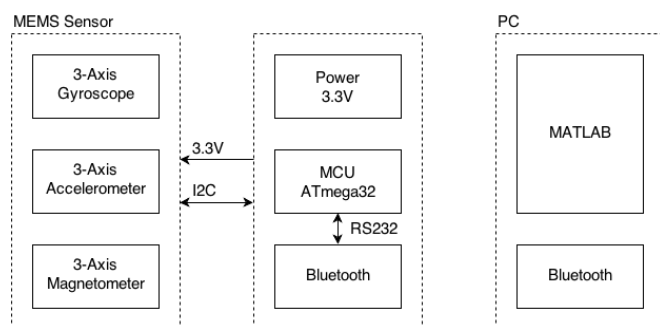 MEMS Sensor
3-Axis
Gyroscope
3-Axis
Accelerometer
3-Axis
Magnetometer
3.3V
I2C
Power
3.3V
MCU
ATmega32
RS232
Bluetooth
PC
MATLAB
Bluetooth